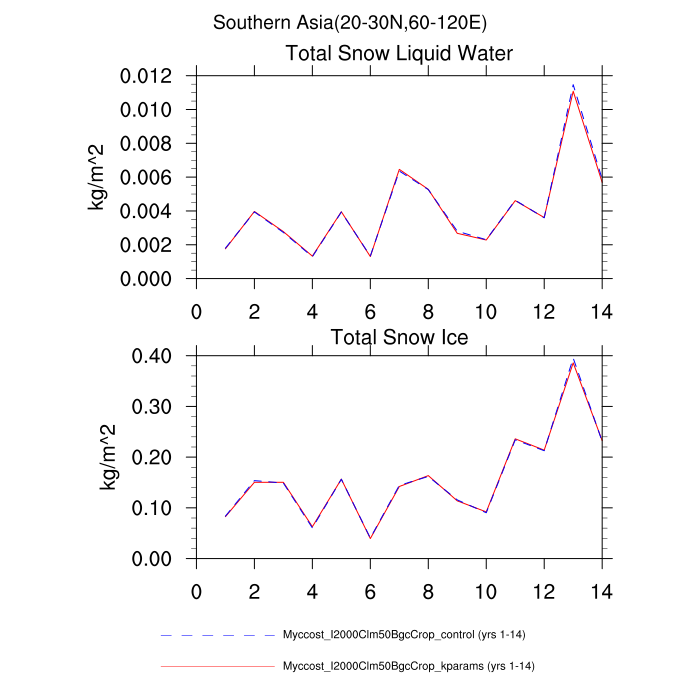 Southern Asia(20-30N,60-120E)
Total Snow Liquid Water
kg/m^2
0.012
0.010
0.008
0.006
0.004
0.002
0.000
0 2 4 6 8 10 12 14
Total Snow Ice
kg/m^2
0.40
0.30
0.20
0.10
0.00
0 2 4 6 8 10 12 14
Myccost_I2000Clm50BgcCrop_control (yrs 1-14)
Myccost_I2000Clm50BgcCrop_kparams (yrs 1-14)